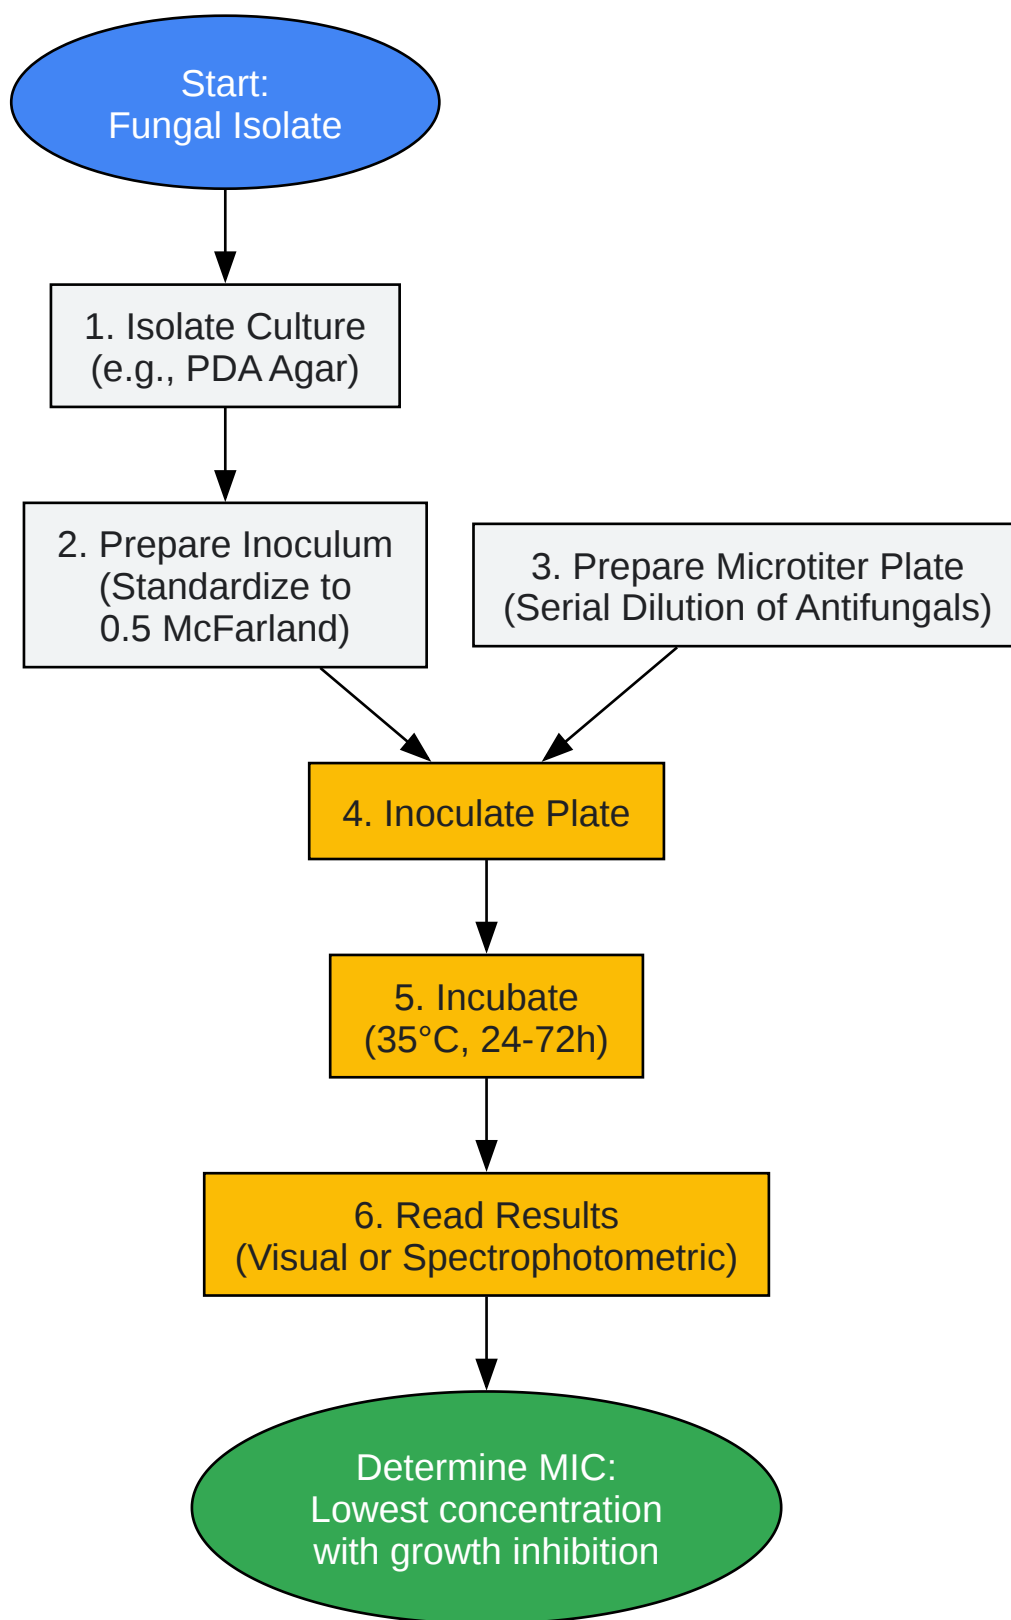 Start:
Fungal Isolate
1. Isolate Culture
(e.g., PDA Agar)
2. Prepare Inoculum
(Standardize to
0.5 McFarland)
3. Prepare Microtiter Plate
(Serial Dilution of Antifungals)
4. Inoculate Plate
5. Incubate
(35°C, 24-72h)
6. Read Results
(Visual or Spectrophotometric)
Determine MIC:
Lowest concentration
with growth inhibition